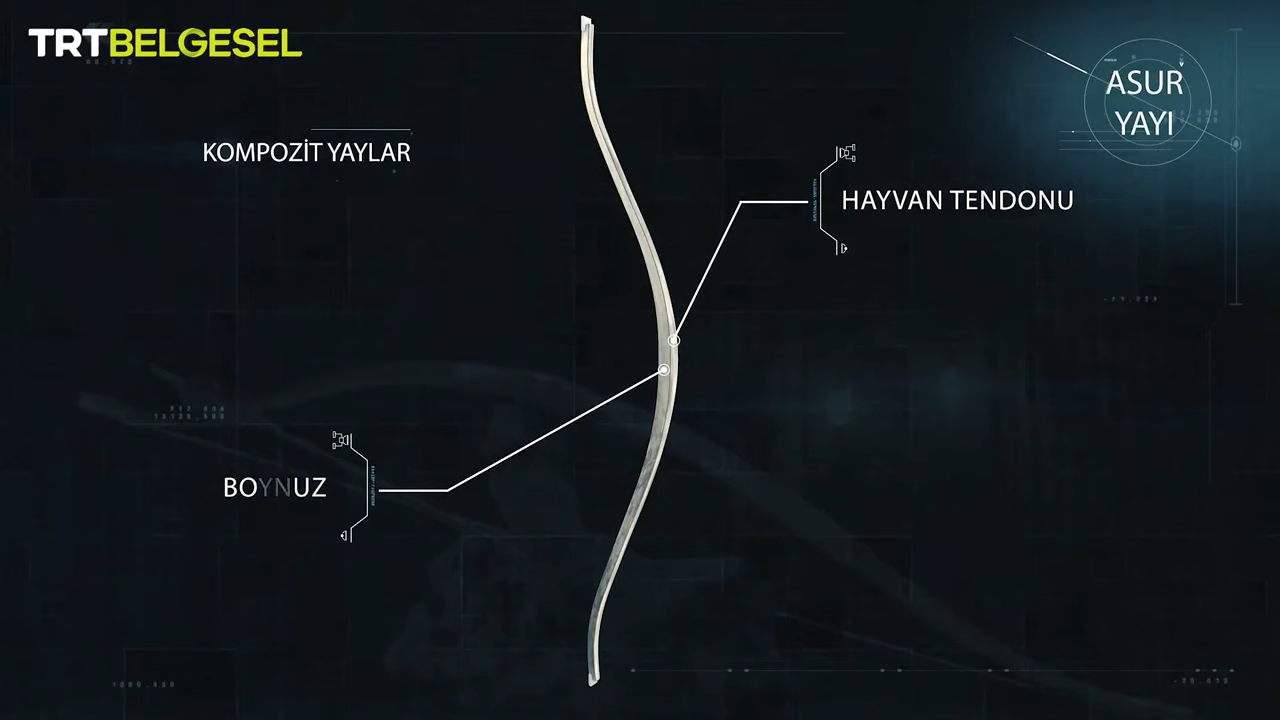 TRTBELGESEL
ASUR
YAYI
KOMPOZİT YAYLAR
HAYVAN TENDONU
BOYNUZ